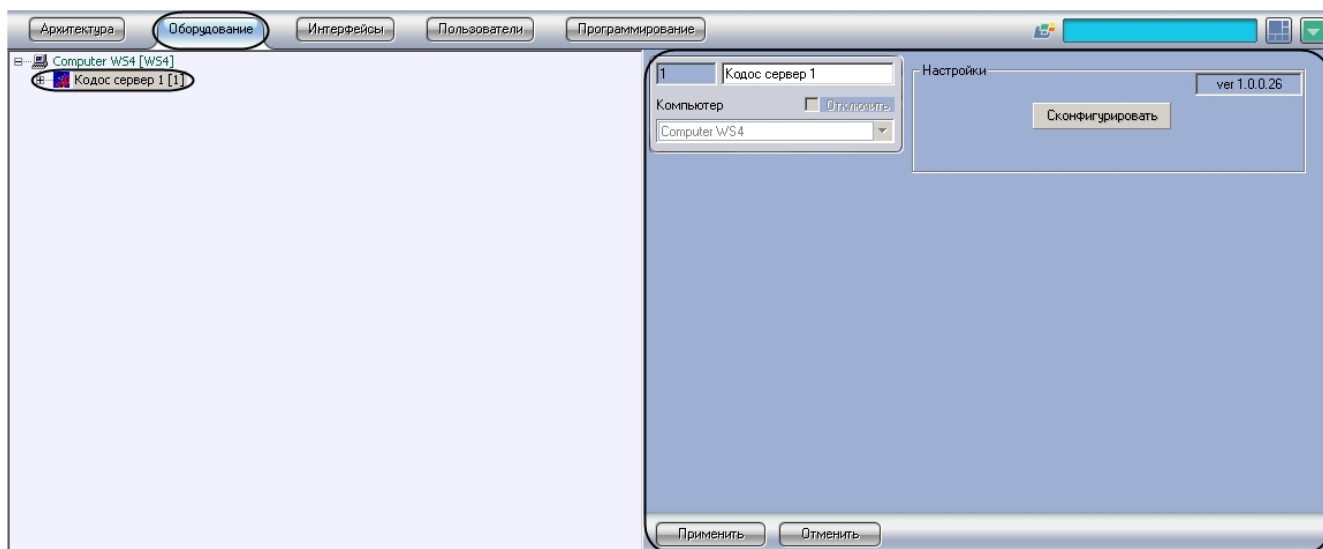 Архитектура Оборудование Интерфейсы Пользователи Программирование
Computer WS4 [WS4]
Кодос сервер 1 [1]
1 Кодос сервер 1
Компьютер Отключить
Computer WS4
Настройки
ver 1.0.0.26
Сконфигурировать
Применить Отменить